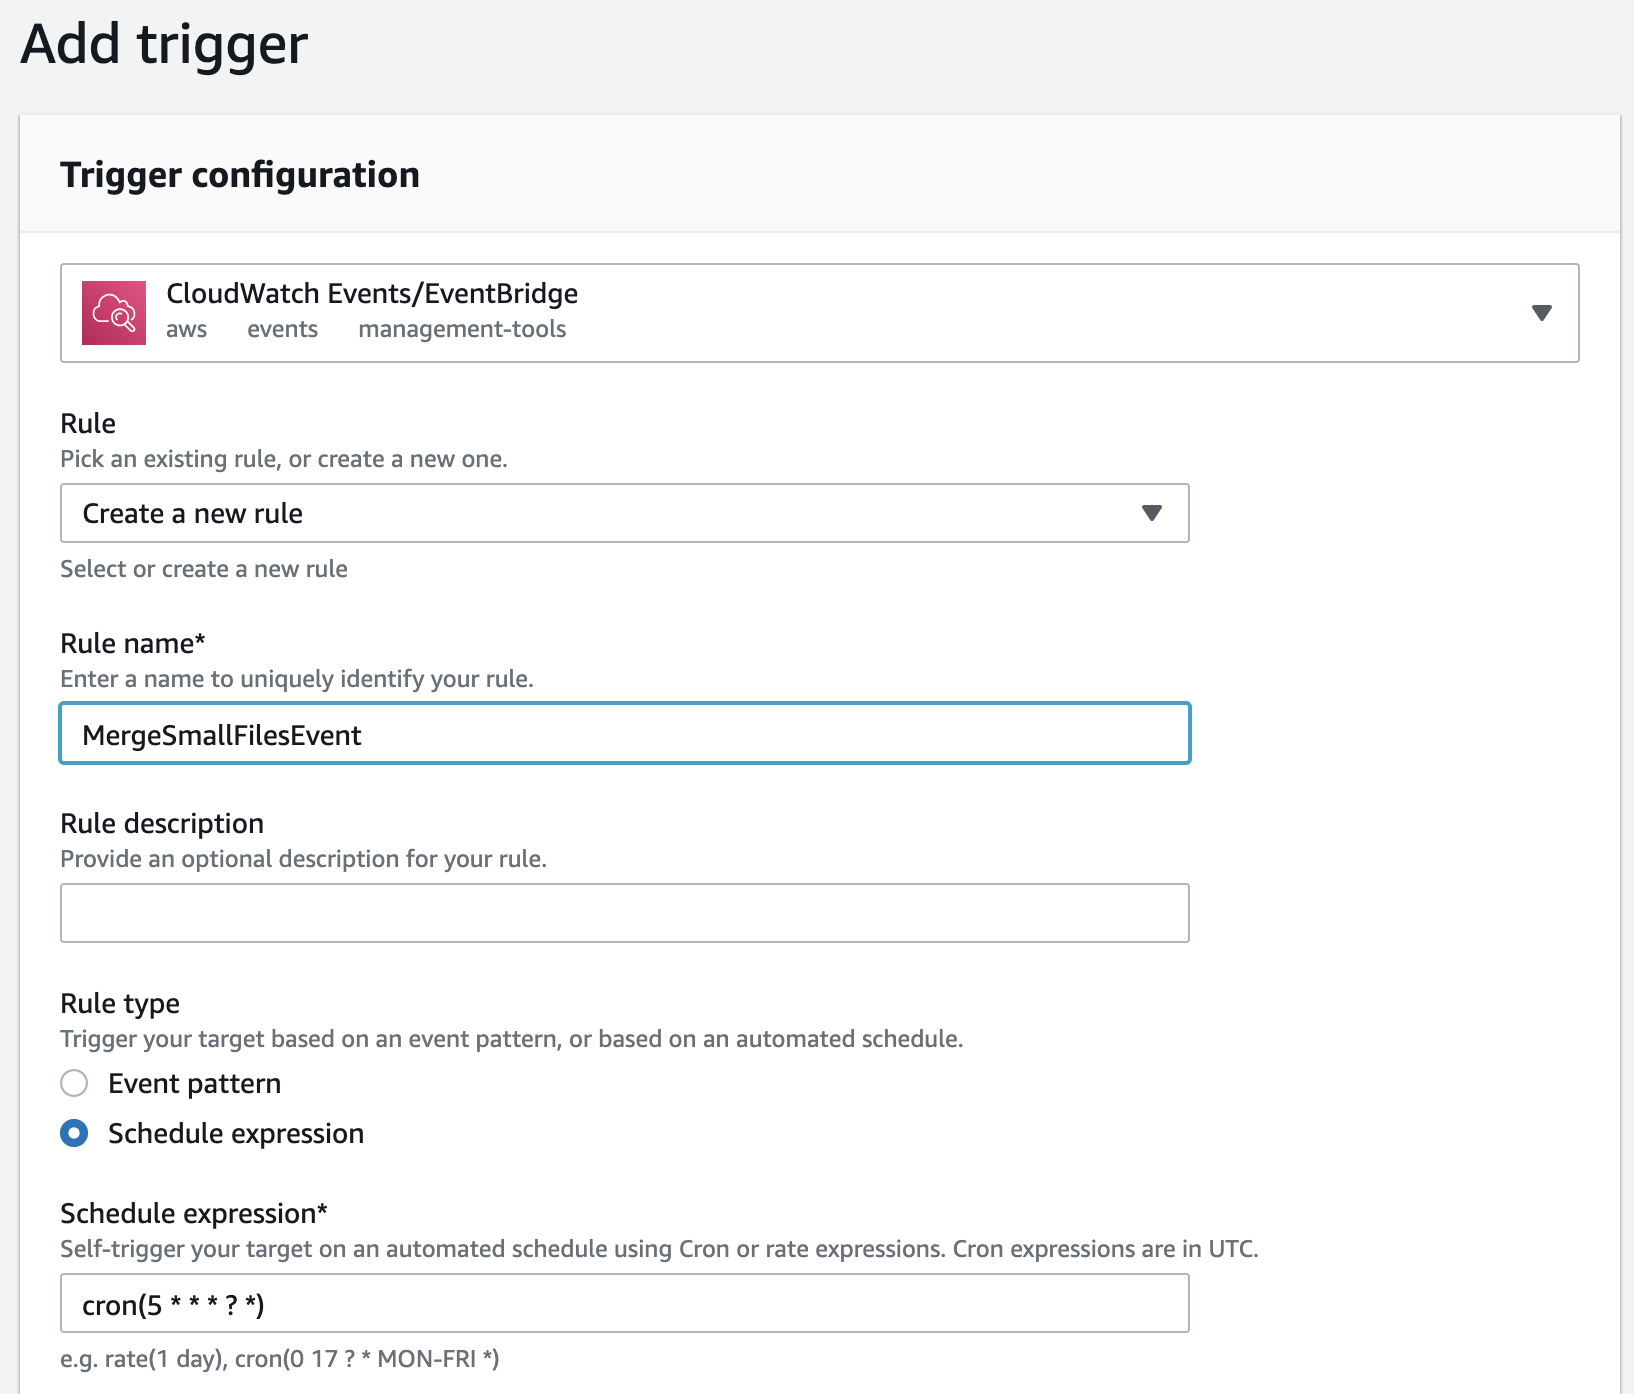 Add trigger
Trigger configuration
CloudWatch Events/EventBridge
aws events management-tools
Rule
Pick an existing rule, or create a new one.
Create a new rule
Select or create a new rule
Rule name*
Enter a name to uniquely identify your rule.
MergeSmallFilesEvent
Rule description
Provide an optional description for your rule.
Rule type
Trigger your target based on an event pattern, or based on an automated schedule.
Event pattern
Schedule expression
Schedule expression*
Self-trigger your target on an automated schedule using Cron or rate expressions. Cron expressions are in UTC.
cron(5 * * * ? *)
e.g. rate(1 day), cron(0 17 ? * MON-FRI *)